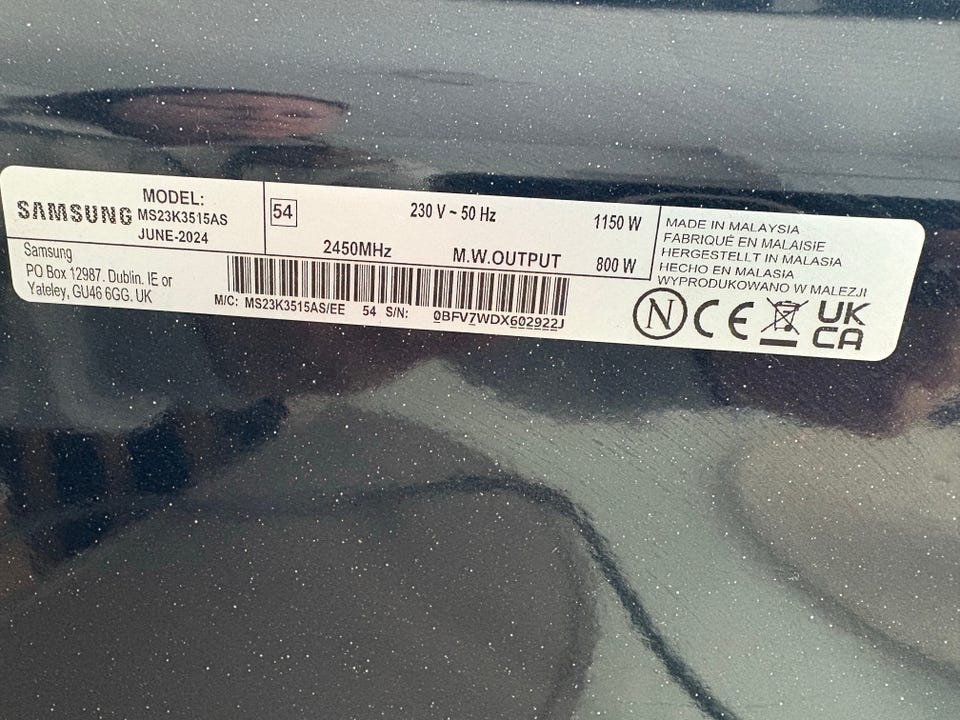 SAMSUNG
MODEL:
MS23K3515AS
JUNE-2024
Samsung
PO Box 12987. Dublin. IE or
Yateley, GU46 6GG. UK
54
230 V ~ 50 Hz 1150 W
2450MHz M.W.OUTPUT 800 W
M/C: MS23K3515AS/EE 54 S/N: 0BFV7WDX602922J
MADE IN MALAYSIA
FABRIQUÉ EN MALAISIE
HERGESTELLT IN MALASIA
HECHO EN MALASIA
WYPRODUKOWANO W MALEZJI
N CE UK
CA